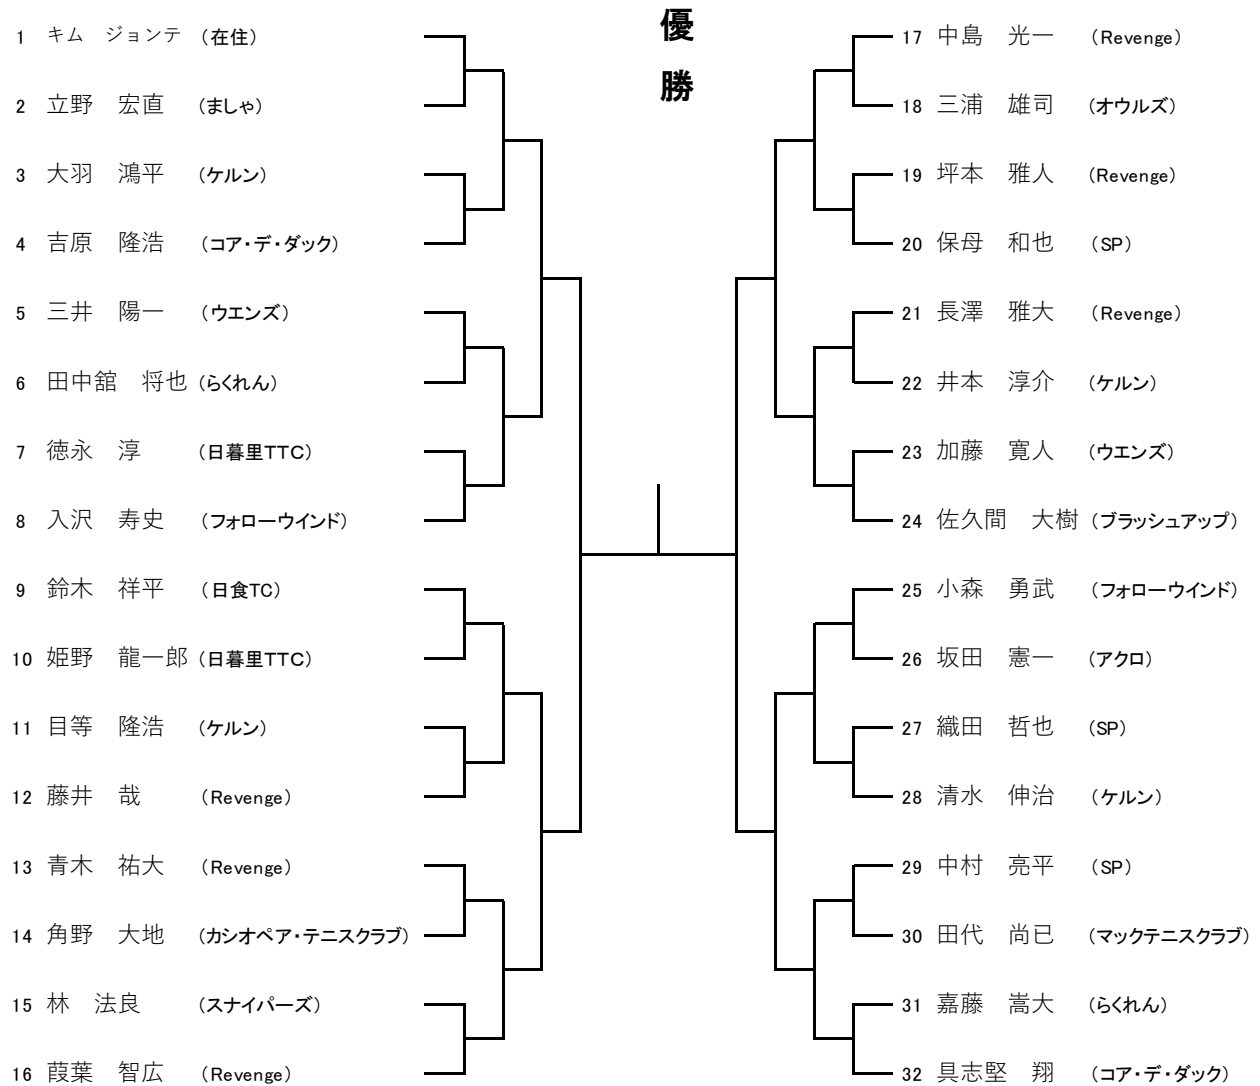 優
勝
1 キム　ジョンテ （在住）
2 立野　宏直 （ましゃ）
3 大羽　鴻平 （ケルン）
4 吉原　隆浩 （コア・デ・ダック）
5 三井　陽一 （ウエンズ）
6 田中舘　将也 （らくれん）
7 徳永　淳 （日暮里TTC）
8 入沢　寿史 （フォローウインド）
9 鈴木　祥平 （日食TC）
10 姫野　龍一郎 （日暮里TTC）
11 目等　隆浩 （ケルン）
12 藤井　哉 （Revenge）
13 青木　祐大 （Revenge）
14 角野　大地 （カシオペア・テニスクラブ）
15 林　法良 （スナイパーズ）
16 葭葉　智広 （Revenge）
17 中島　光一 （Revenge）
18 三浦　雄司 （オウルズ）
19 坪本　雅人 （Revenge）
20 保母　和也 （SP）
21 長澤　雅大 （Revenge）
22 井本　淳介 （ケルン）
23 加藤　寛人 （ウエンズ）
24 佐久間　大樹 （ブラッシュアップ）
25 小森　勇武 （フォローウインド）
26 坂田　憲一 （アクロ）
27 織田　哲也 （SP）
28 清水　伸治 （ケルン）
29 中村　亮平 （SP）
30 田代　尚已 （マックテニスクラブ）
31 嘉藤　嵩大 （らくれん）
32 具志堅　翔 （コア・デ・ダック）